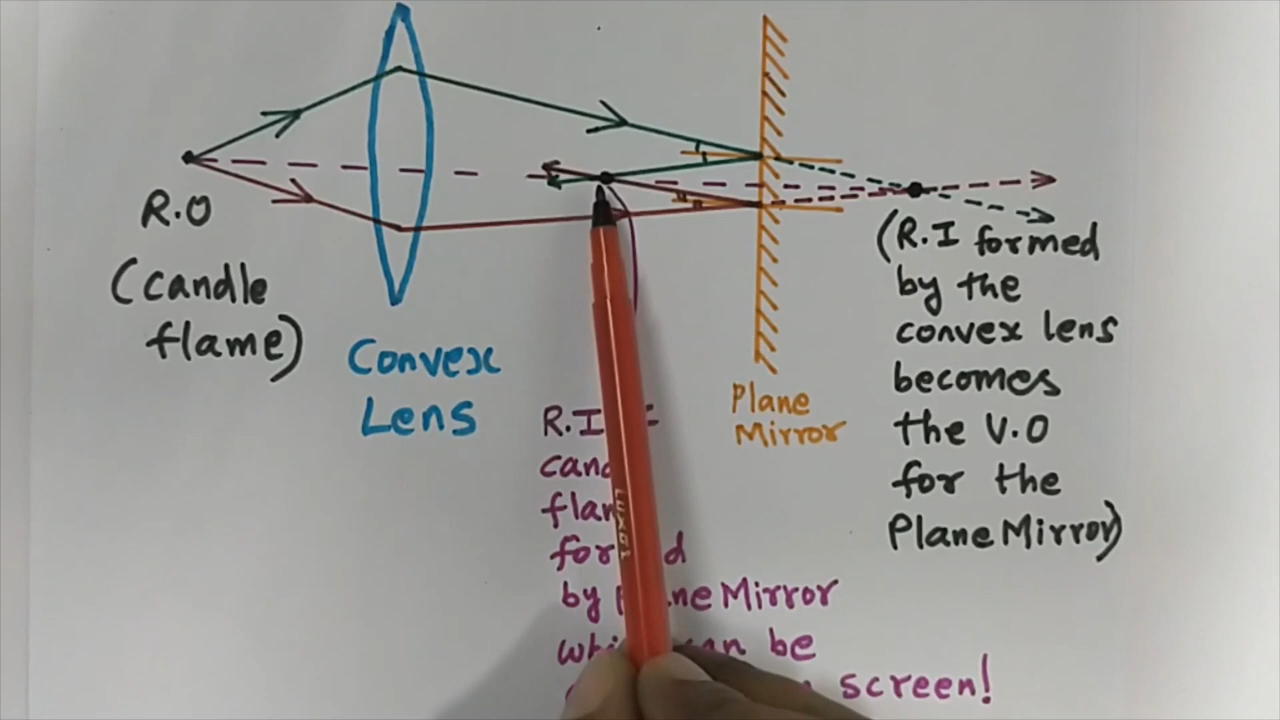 R.O
(candle
flame)
Convex
Lens
Plane
Mirror
(R.I formed
by the
convex lens
becomes
the V.O
for the
Plane Mirror)
R.I
by Mirror
be
screen!
LUXOR